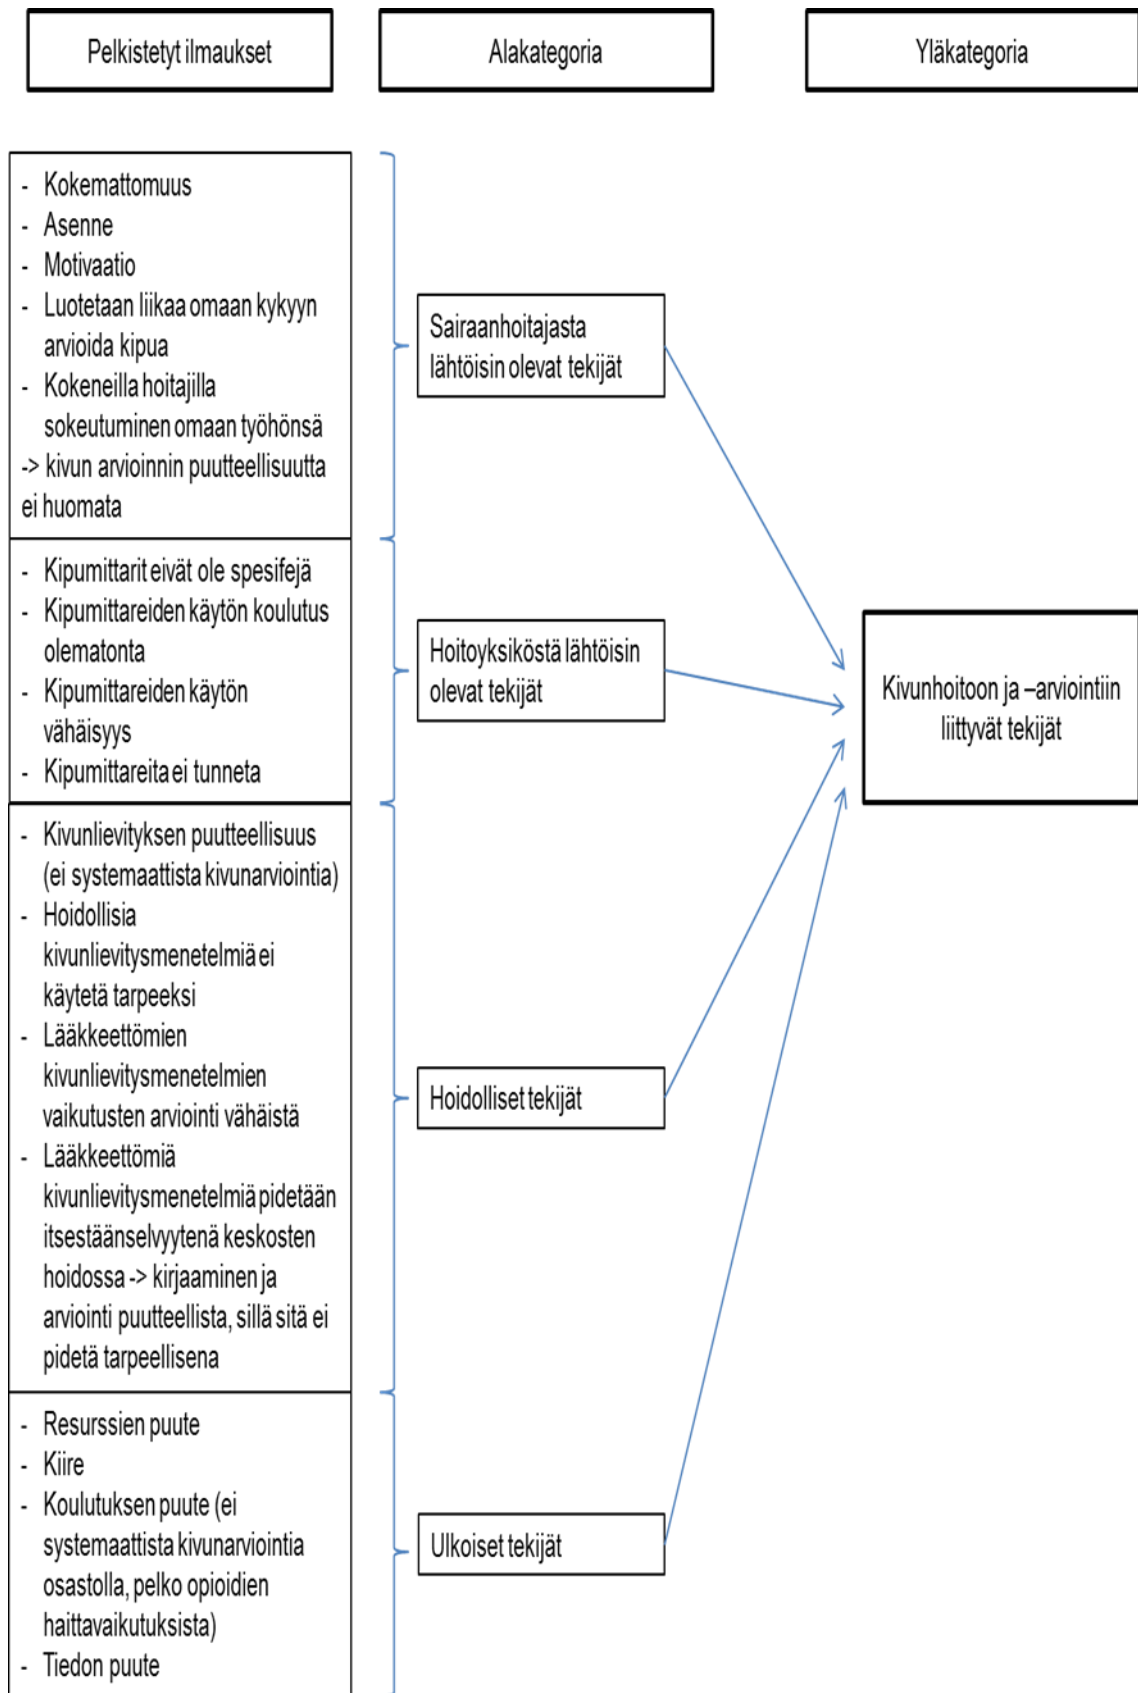 Pelkistetyt ilmaukset
Alakategoria
Yläkategoria
- Kokemattomuus
- Asenne
- Motivaatio
- Luotetaan liikaa omaan kykyyn
arvioida kipua
- Kokeneilla hoitajilla
sokeutuminen omaan työhönsä
-> kivun arvioinnin puutteellisuutta
ei huomata
Sairaanhoitajasta
lähtöisin olevat tekijät
- Kipumittarit eivät ole spesifejä
- Kipumittareiden käytön koulutus
olematonta
- Kipumittareiden käytön
vähäisyys
- Kipumittareita ei tunneta
Hoitoyksiköstä lähtöisin
olevat tekijät
Kivunhoitoon ja –arviointiin
liittyvät tekijät
- Kivunlievityksen puutteellisuus
(ei systemaattista kivunarviointia)
- Hoidollisia
kivunlievitysmenetelmiä ei
käytetä tarpeeksi
- Lääkkeettömien
kivunlievitysmenetelmien
vaikutusten arviointi vähäistä
- Lääkkeettömiä
kivunlievitysmenetelmiä pidetään
itsestäänselvyytenä keskosten
hoidossa -> kirjaaminen ja
arviointi puutteellista, sillä sitä ei
pidetä tarpeellisena
Hoidolliset tekijät
- Resurssien puute
- Kiire
- Koulutuksen puute (ei
systemaattista kivunarviointia
osastolla, pelko opioidien
haittavaikutuksista)
- Tiedon puute
Ulkoiset tekijät